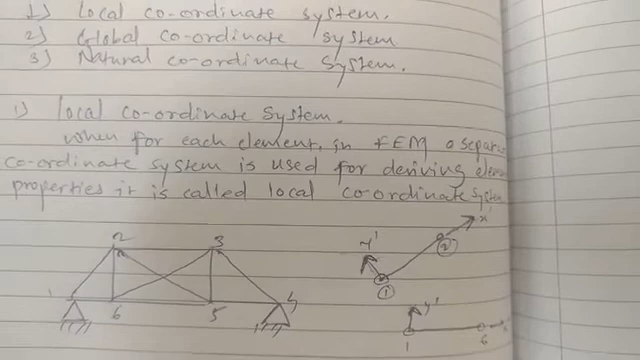 1) Local co-ordinate system.
2) Global co-ordinate system
3) Natural co-ordinate system.
1) local co-ordinate system.
when for each element, in FEM a separa
co-ordinate system is used for deriving elem
properties it is called local co-ordinate system
2 3 x'
y' 2
1 1
6 5 4 y'
1 6